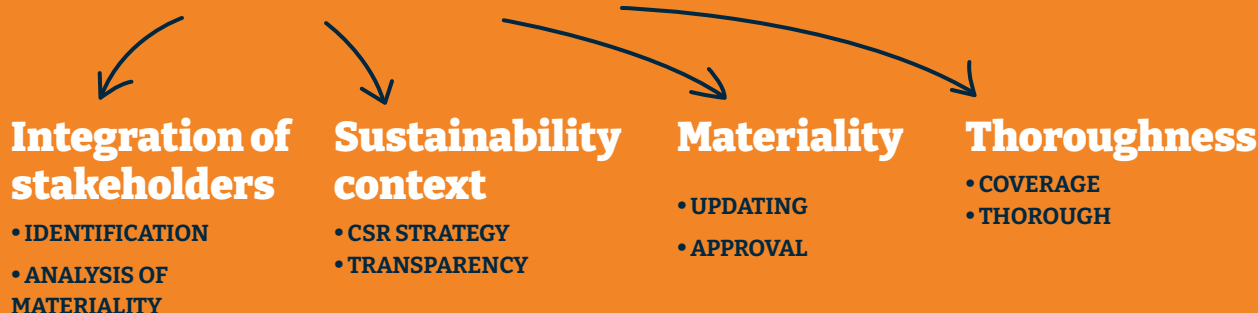 Integration of
stakeholders
• IDENTIFICATION
• ANALYSIS OF
MATERIALITY
Sustainability
context
• CSR STRATEGY
• TRANSPARENCY
Materiality
• UPDATING
• APPROVAL
Thoroughness
• COVERAGE
• THOROUGH